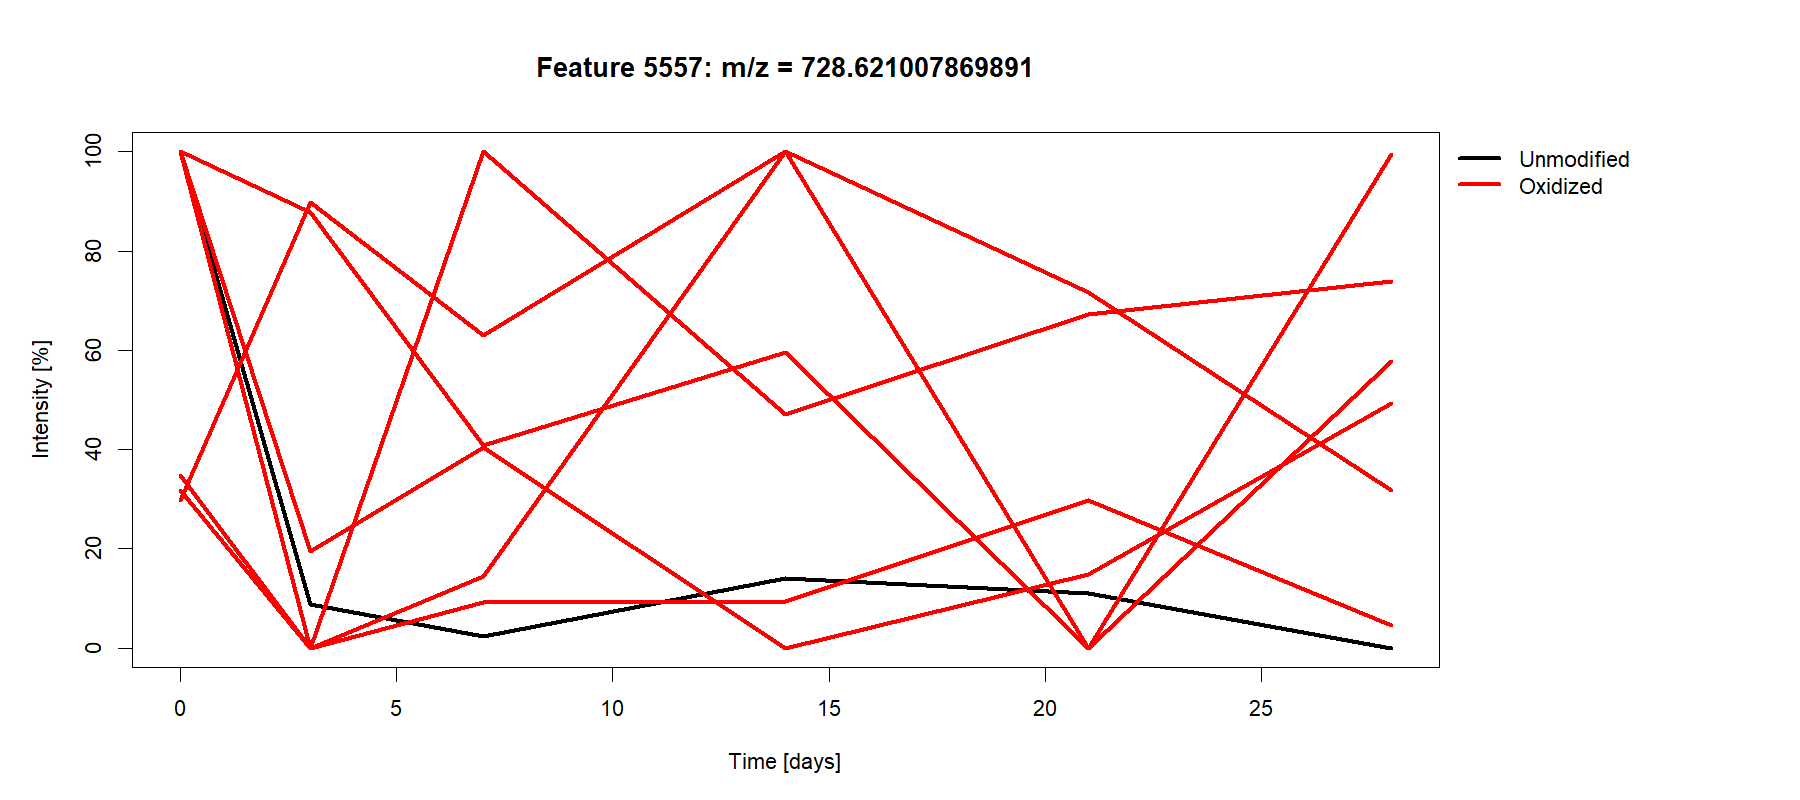 Feature 5557: m/z = 728.621007869891
Unmodified
Oxidized
Intensity [%]
100
80
60
40
20
0
0 5 10 15 20 25
Time [days]